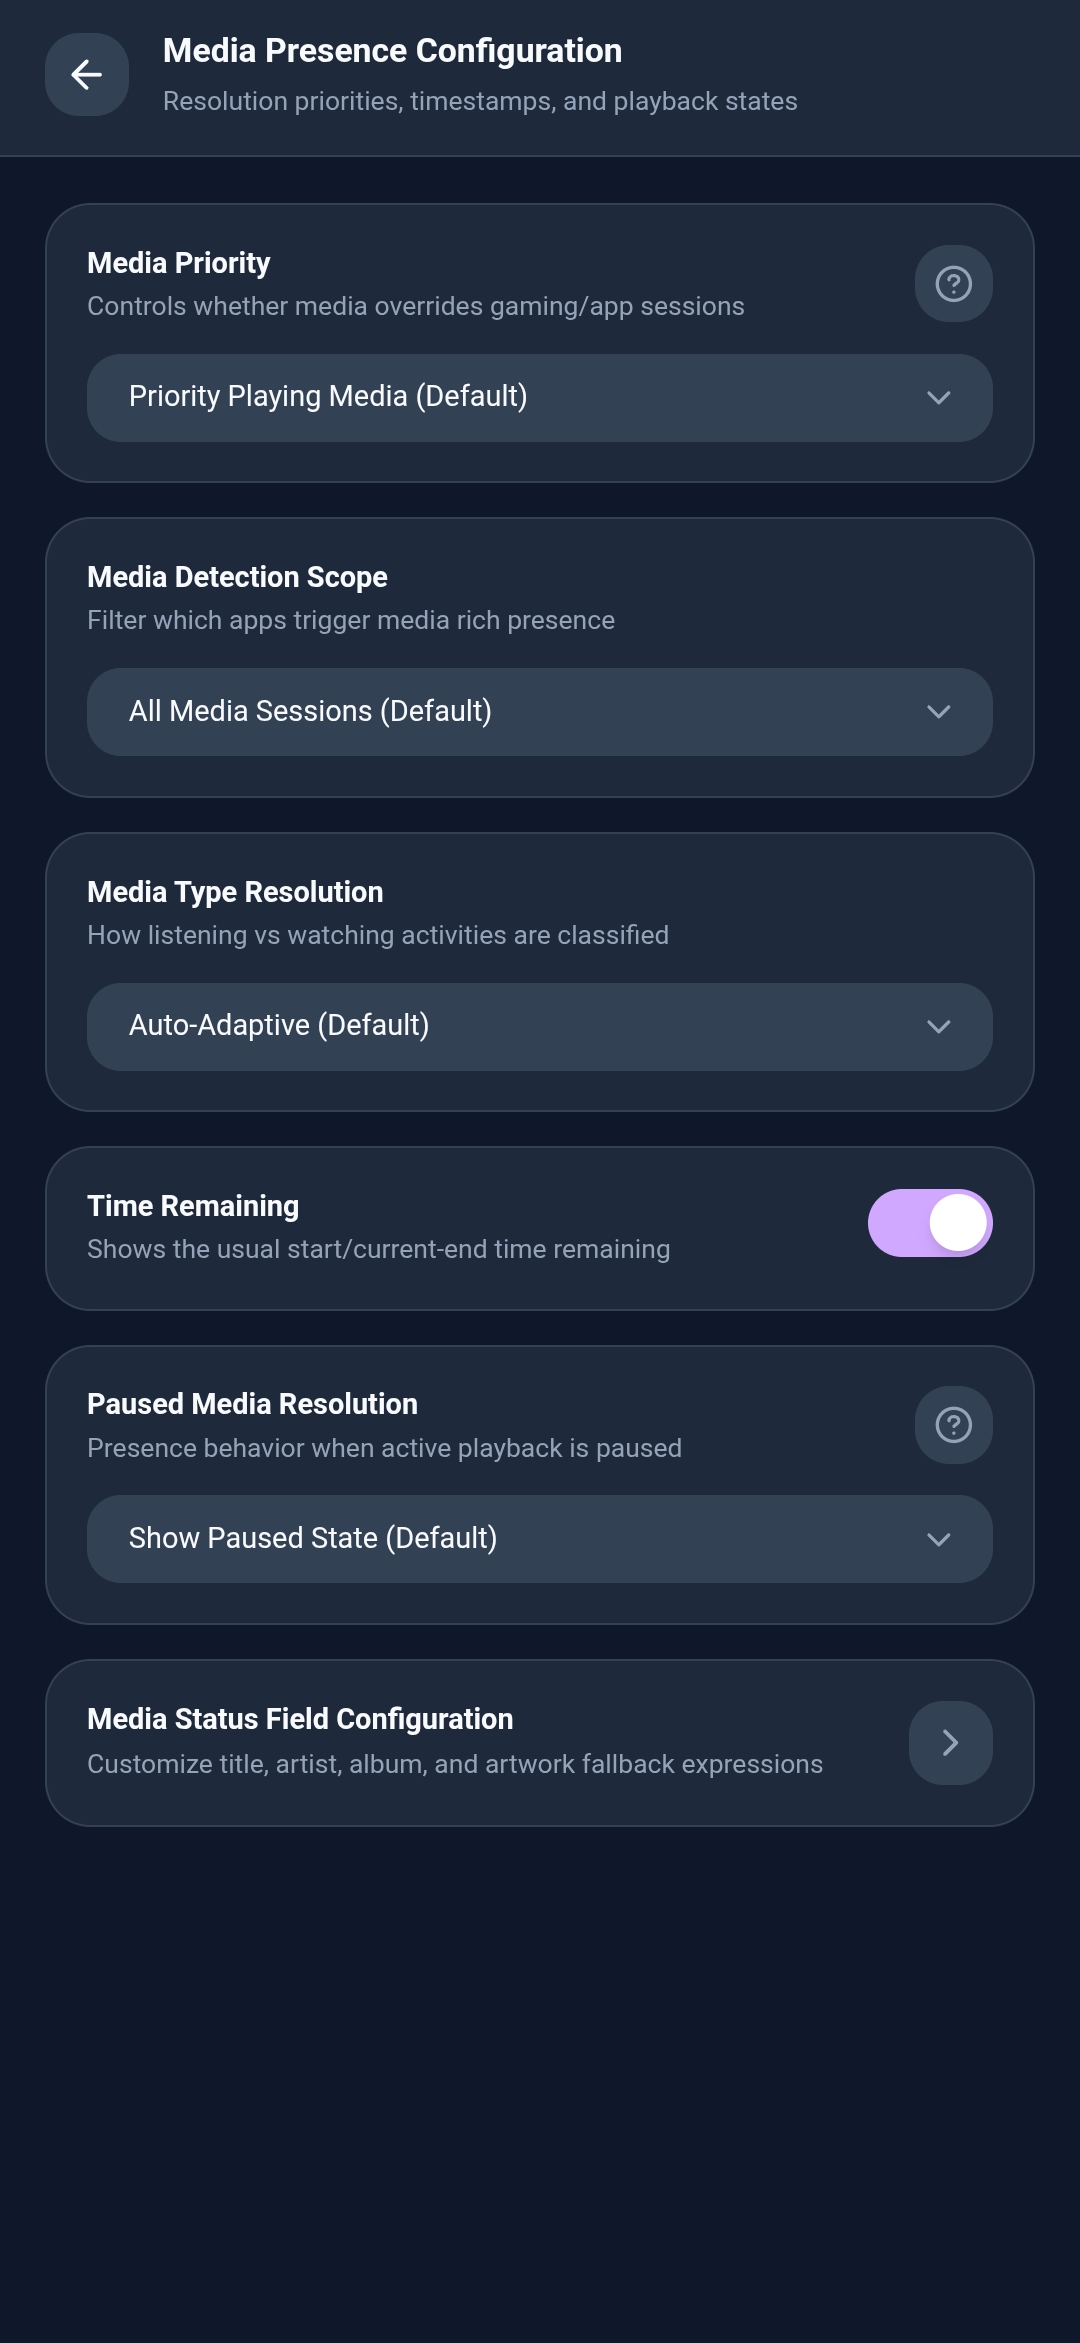 Media Presence Configuration
Resolution priorities, timestamps, and playback states
Media Priority
Controls whether media overrides gaming/app sessions
Priority Playing Media (Default)
Media Detection Scope
Filter which apps trigger media rich presence
All Media Sessions (Default)
Media Type Resolution
How listening vs watching activities are classified
Auto-Adaptive (Default)
Time Remaining
Shows the usual start/current-end time remaining
Paused Media Resolution
Presence behavior when active playback is paused
Show Paused State (Default)
Media Status Field Configuration
Customize title, artist, album, and artwork fallback expressions